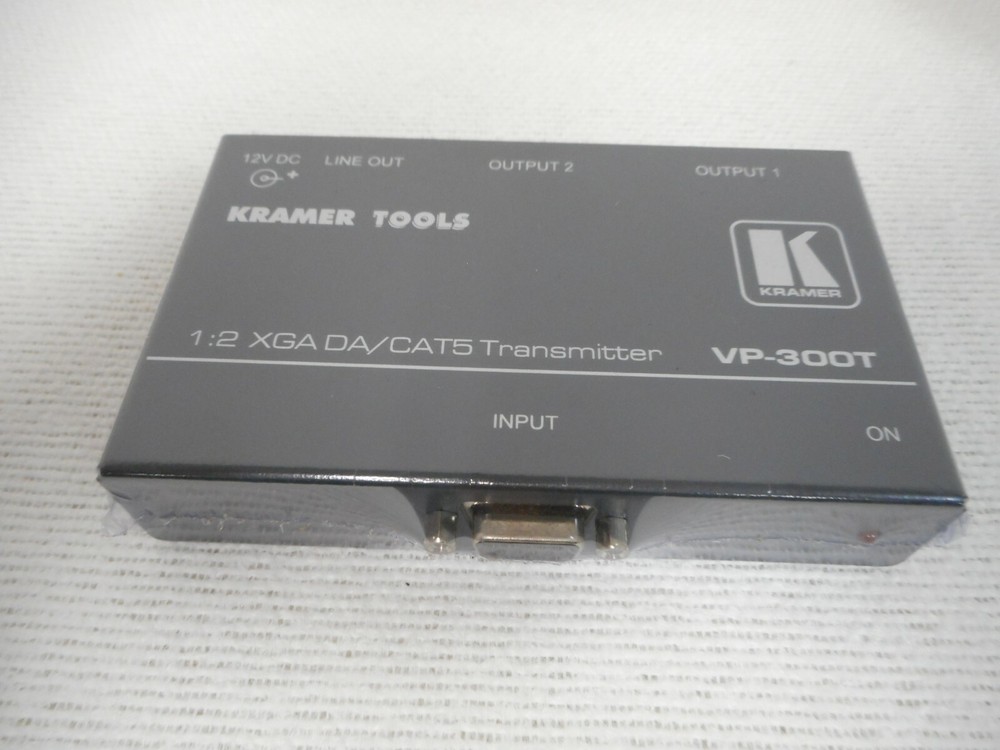 12V DC LINE OUT OUTPUT 2 OUTPUT 1
+
KRAMER TOOLS
K
KRAMER
1:2 XGA DA/CAT5 Transmitter VP-300T
INPUT ON